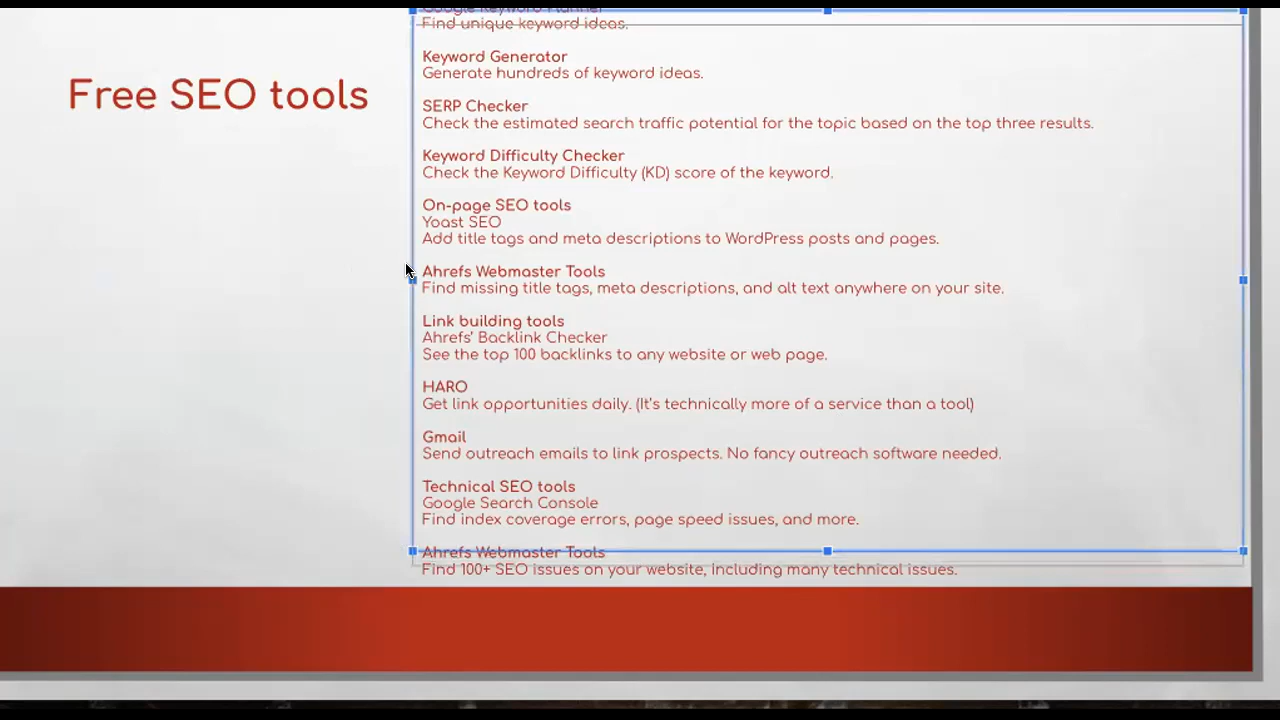 Free SEO tools
Google Keyword Planner
Find unique keyword ideas.
Keyword Generator
Generate hundreds of keyword ideas.
SERP Checker
Check the estimated search traffic potential for the topic based on the top three results.
Keyword Difficulty Checker
Check the Keyword Difficulty (KD) score of the keyword.
On-page SEO tools
Yoast SEO
Add title tags and meta descriptions to WordPress posts and pages.
Ahrefs Webmaster Tools
Find missing title tags, meta descriptions, and alt text anywhere on your site.
Link building tools
Ahrefs’ Backlink Checker
See the top 100 backlinks to any website or web page.
HARO
Get link opportunities daily. (It’s technically more of a service than a tool)
Gmail
Send outreach emails to link prospects. No fancy outreach software needed.
Technical SEO tools
Google Search Console
Find index coverage errors, page speed issues, and more.
Ahrefs Webmaster Tools
Find 100+ SEO issues on your website, including many technical issues.